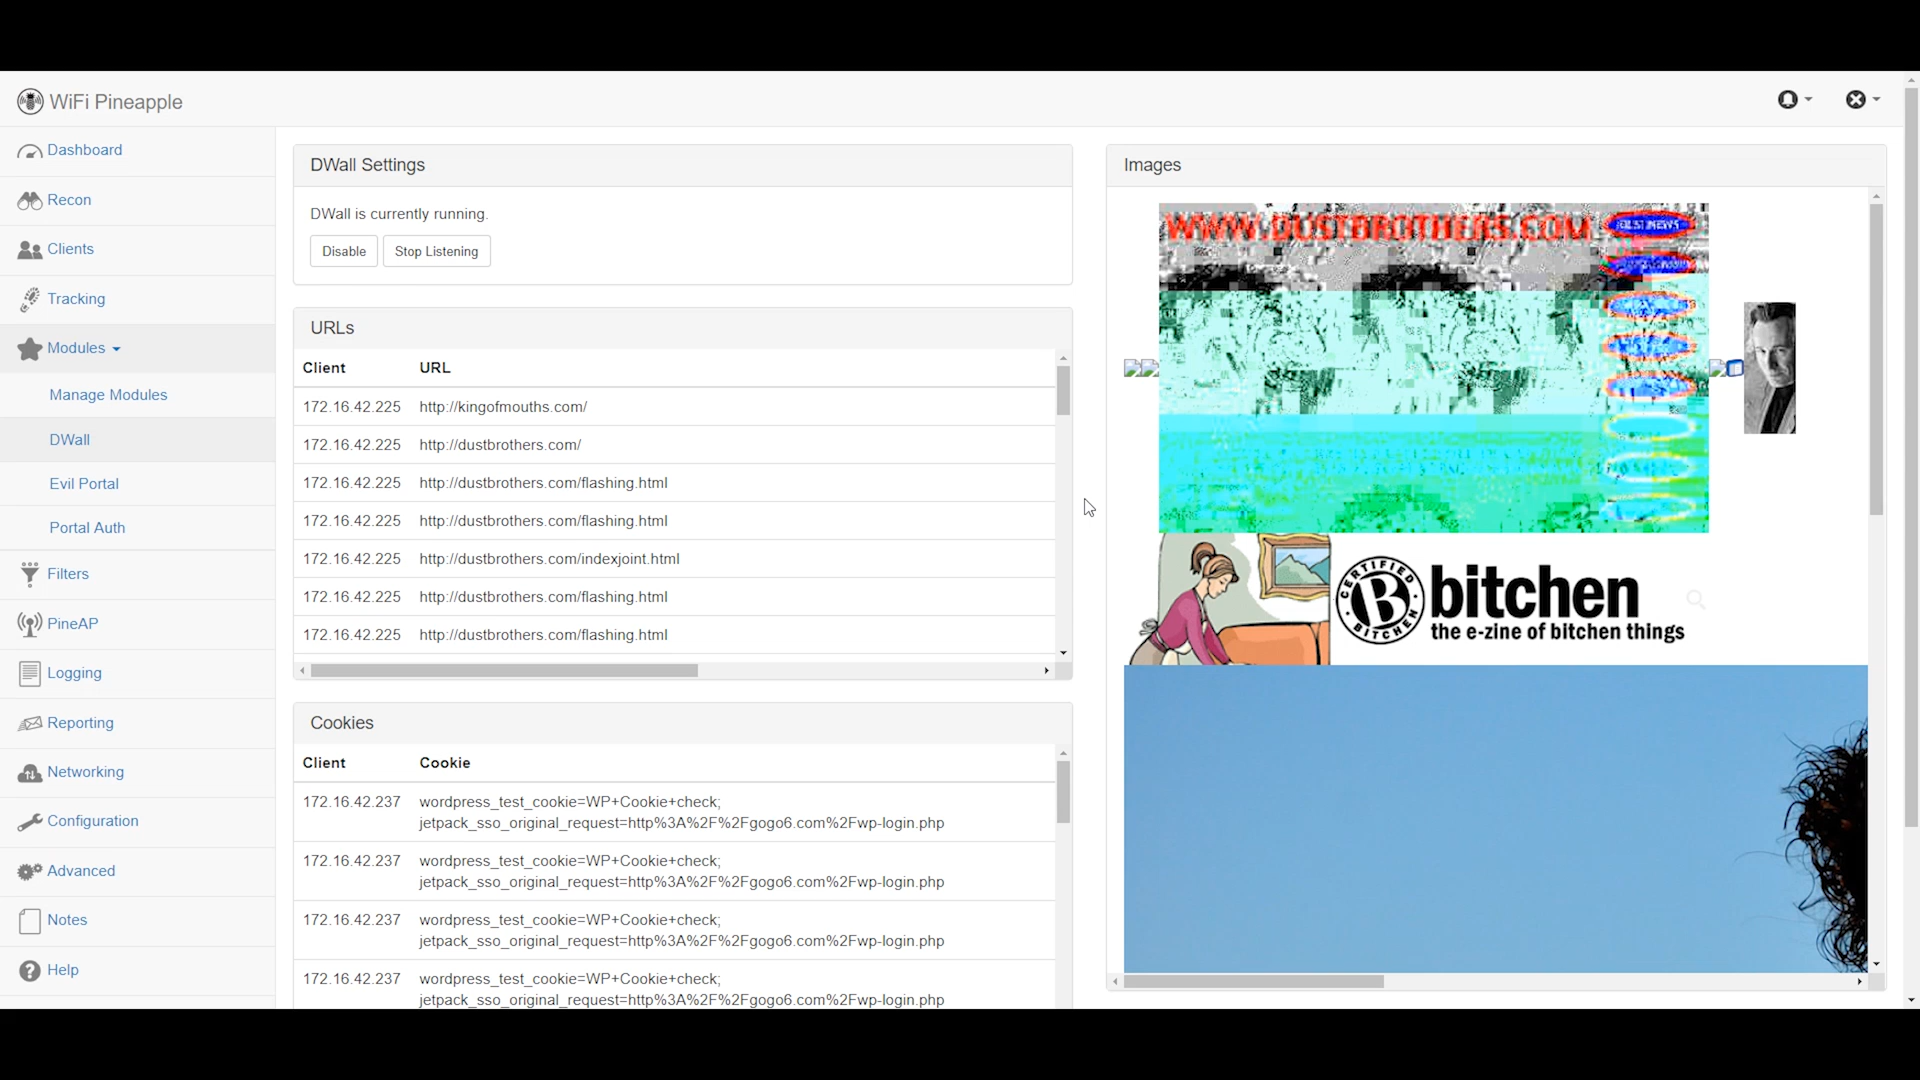 WiFi Pineapple
Dashboard
Recon
Clients
Tracking
Modules
Manage Modules
DWall
Evil Portal
Portal Auth
Filters
PineAP
Logging
Reporting
Networking
Configuration
Advanced
Notes
Help
DWall Settings
DWall is currently running.
Disable Stop Listening
URLs
Client URL
172.16.42.225 http://kingofmouths.com/
172.16.42.225 http://dustbrothers.com/
172.16.42.225 http://dustbrothers.com/flashing.html
172.16.42.225 http://dustbrothers.com/flashing.html
172.16.42.225 http://dustbrothers.com/indexjoint.html
172.16.42.225 http://dustbrothers.com/flashing.html
172.16.42.225 http://dustbrothers.com/flashing.html
Cookies
Client Cookie
172.16.42.237 wordpress_test_cookie=WP+Cookie+check;
jetpack_sso_original_request=http%3A%2F%2Fgogo6.com%2Fwp-login.php
172.16.42.237 wordpress_test_cookie=WP+Cookie+check;
jetpack_sso_original_request=http%3A%2F%2Fgogo6.com%2Fwp-login.php
172.16.42.237 wordpress_test_cookie=WP+Cookie+check;
jetpack_sso_original_request=http%3A%2F%2Fgogo6.com%2Fwp-login.php
172.16.42.237 wordpress_test_cookie=WP+Cookie+check;
jetpack_sso_original_request=http%3A%2F%2Fgogo6.com%2Fwp-login.php
Images
WWW.DUSTBROTHERS.COM
CERTIFIED
B
BITCHEN
bitchen
the e-zine of bitchen things